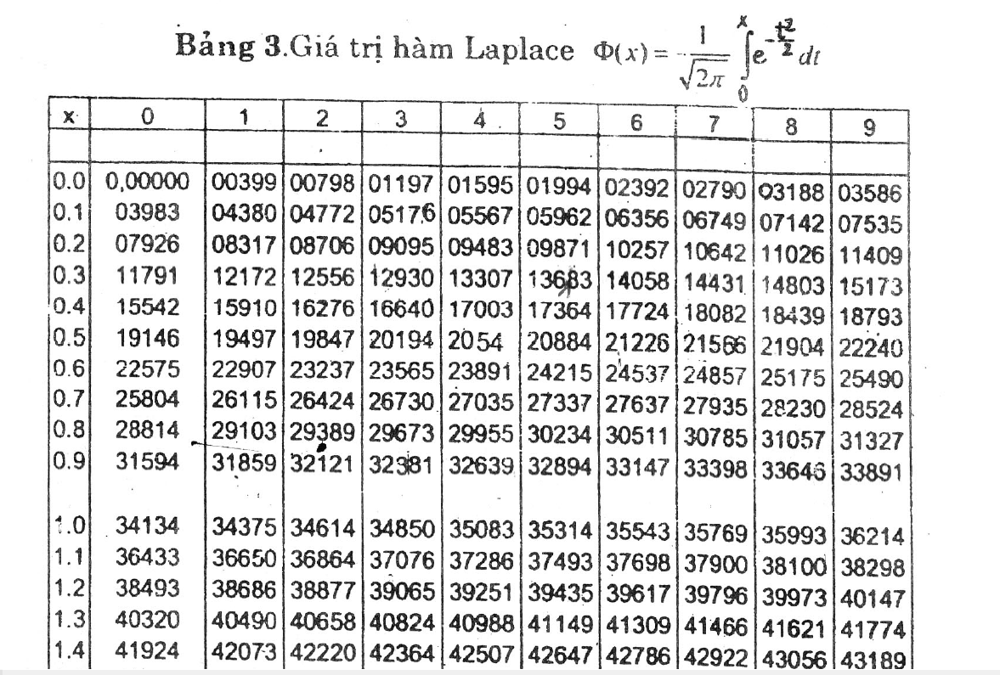 Bảng 3.Giá trị hàm Laplace Φ(x) = 1/√2π ∫₀ˣ e^(-t²/2) dt
x 0 1 2 3 4 5 6 7 8 9
0.0 0,00000 00399 00798 01197 01595 01994 02392 02790 03188 03586
0.1 03983 04380 04772 05176 05567 05962 06356 06749 07142 07535
0.2 07926 08317 08706 09095 09483 09871 10257 10642 11026 11409
0.3 11791 12172 12556 12930 13307 13683 14058 14431 14803 15173
0.4 15542 15910 16276 16640 17003 17364 17724 18082 18439 18793
0.5 19146 19497 19847 20194 2054 20884 21226 21566 21904 22240
0.6 22575 22907 23237 23565 23891 24215 24537 24857 25175 25490
0.7 25804 26115 26424 26730 27035 27337 27637 27935 28230 28524
0.8 28814 29103 29389 29673 29955 30234 30511 30785 31057 31327
0.9 31594 31859 32121 32381 32639 32894 33147 33398 33646 33891
1.0 34134 34375 34614 34850 35083 35314 35543 35769 35993 36214
1.1 36433 36650 36864 37076 37286 37493 37698 37900 38100 38298
1.2 38493 38686 38877 39065 39251 39435 39617 39796 39973 40147
1.3 40320 40490 40658 40824 40988 41149 41309 41466 41621 41774
1.4 41924 42073 42220 42364 42507 42647 42786 42922 43056 43189